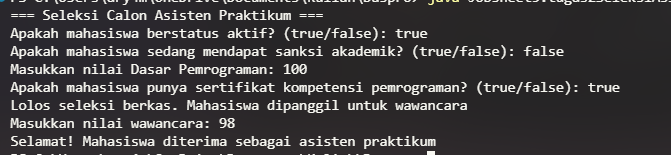 === Seleksi Calon Asisten Praktikum ===
Apakah mahasiswa berstatus aktif? (true/false): true
Apakah mahasiswa sedang mendapat sanksi akademik? (true/false): false
Masukkan nilai Dasar Pemrograman: 100
Apakah mahasiswa punya sertifikat kompetensi pemrograman? (true/false): true
Lolos seleksi berkas. Mahasiswa dipanggil untuk wawancara
Masukkan nilai wawancara: 98
Selamat! Mahasiswa diterima sebagai asisten praktikum